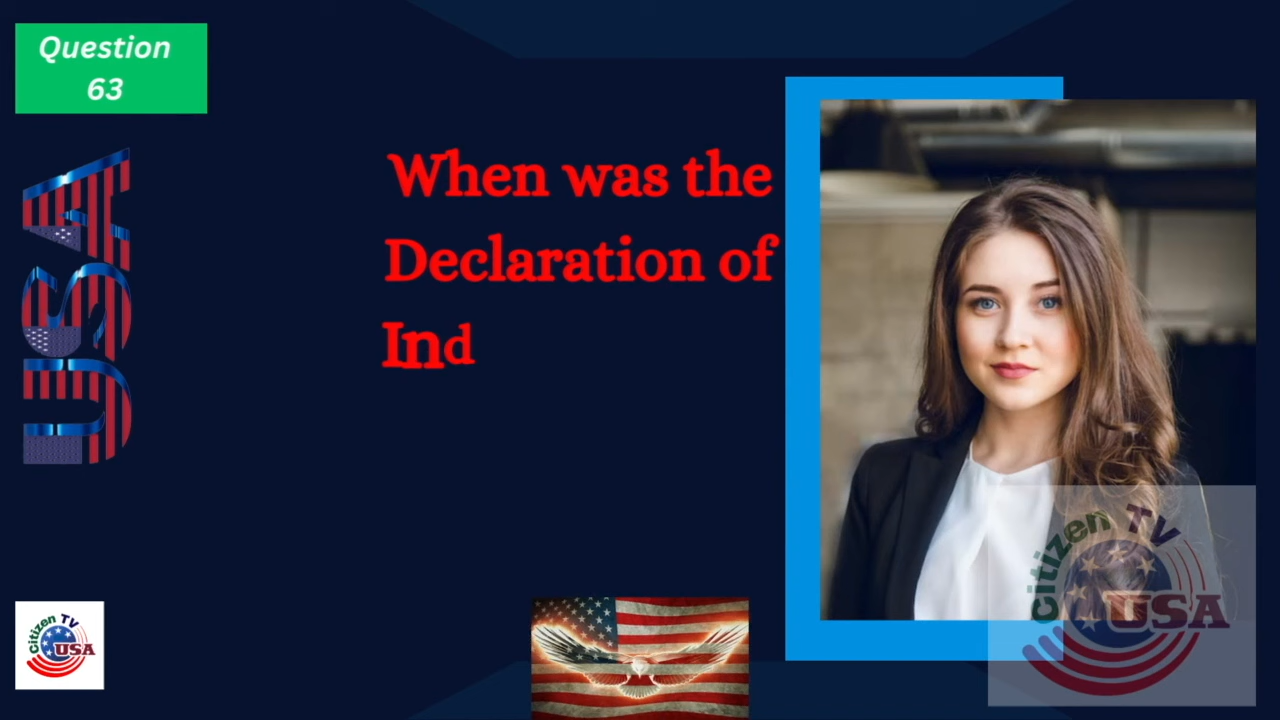 Question
63
When was the
Declaration of
Ind
USA
Citizen TV
USA
Citizen TV
USA